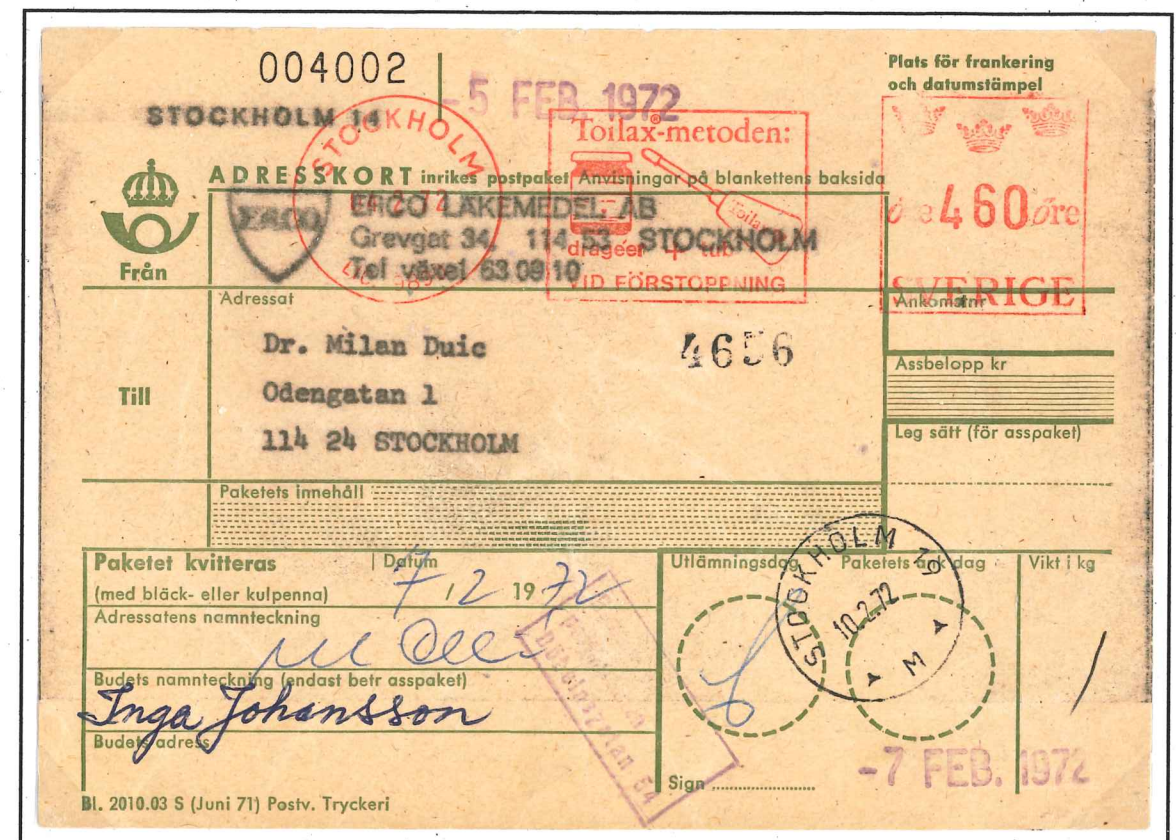 004002
Plats för frankering
och datumstämpel
-5 FEB. 1972
STOCKHOLM 14
STOCKHOLM
Toilax-metoden:
ADRESSKORT inrikes postpaket Anvisningar på blankettens baksida
ERCO
ERCO LÄKEMEDEL AB
öre 460 öre
Grevgat 34, 114 53 STOCKHOLM
Toilax
dragéer + tub
Tel växel 63 09 10
VID FÖRSTOPPNING
SVERIGE
Från
Adressat
Ankomstnr
Dr. Milan Duic
4656
Till
Odengatan 1
114 24 STOCKHOLM
Assbelopp kr
Leg sätt (för asspaket)
Paketets innehåll
Paketet kvitteras
(med bläck- eller kulpenna)
Datum
7/2 1972
Utlämningsdag
Paketets ank dag
Vikt i kg
STOCKHOLM 19
10.2.72
M
Adressatens namnteckning
Budets namnteckning (endast betr asspaket)
Inga Johansson
Budets adress
-7 FEB. 1972
Sign
Bl. 2010.03 S (Juni 71) Postv. Tryckeri